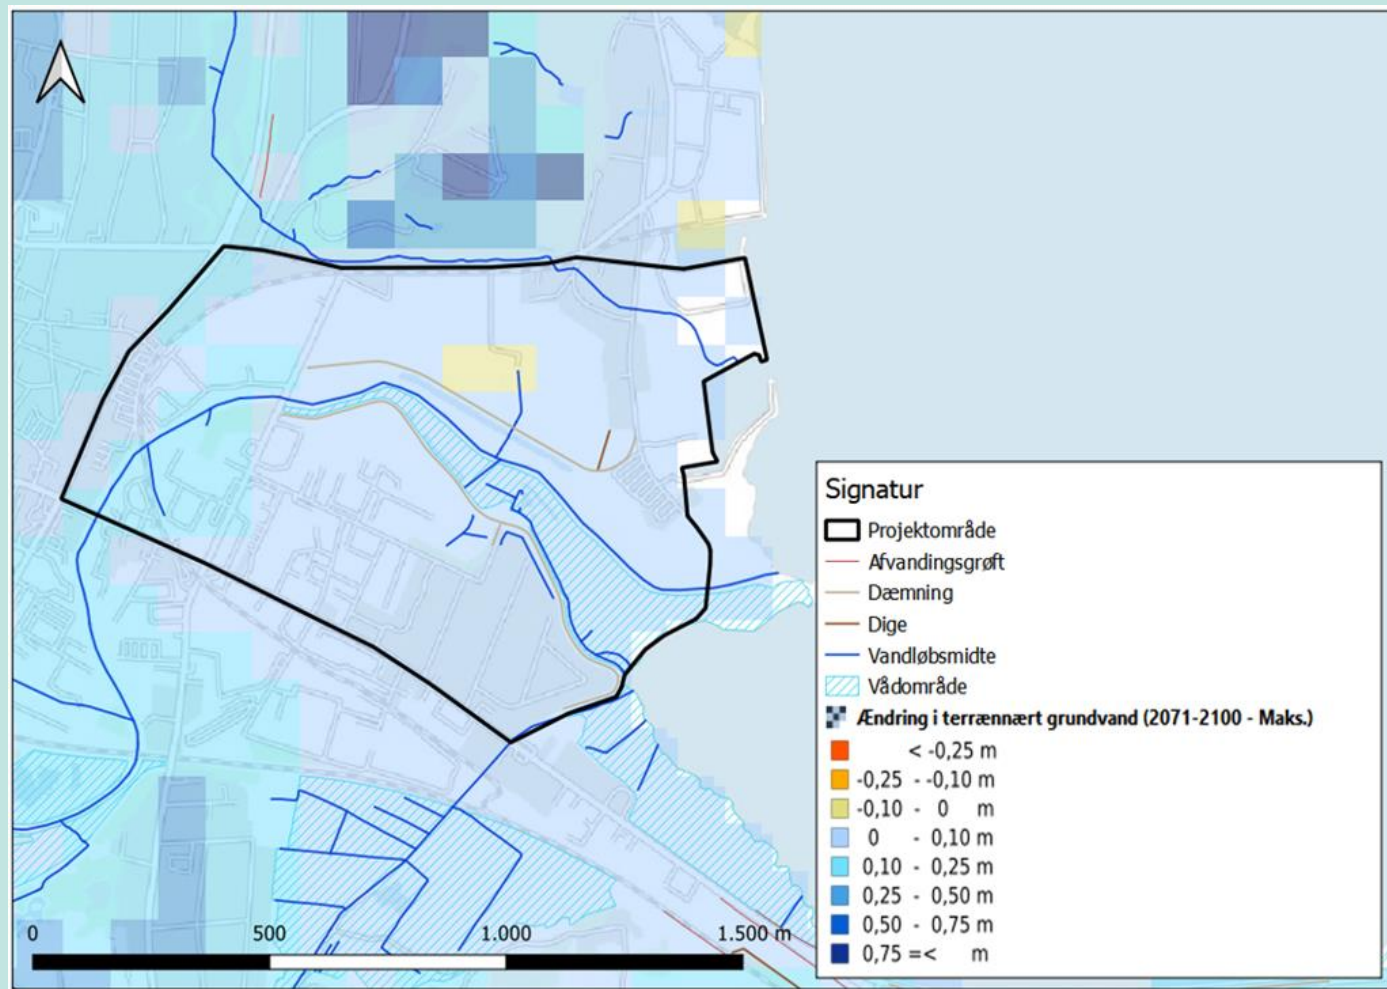 Signatur
Projektområde
Afvandingsgrøft
Dæmning
Dige
Vandløbsmidte
Vådområde
Ændring i terrænnært grundvand (2071-2100 - Maks.)
< -0,25 m
-0,25 - -0,10 m
-0,10 - 0 m
0 - 0,10 m
0,10 - 0,25 m
0,25 - 0,50 m
0,50 - 0,75 m
0,75 =< m
0 500 1.000 1.500 m